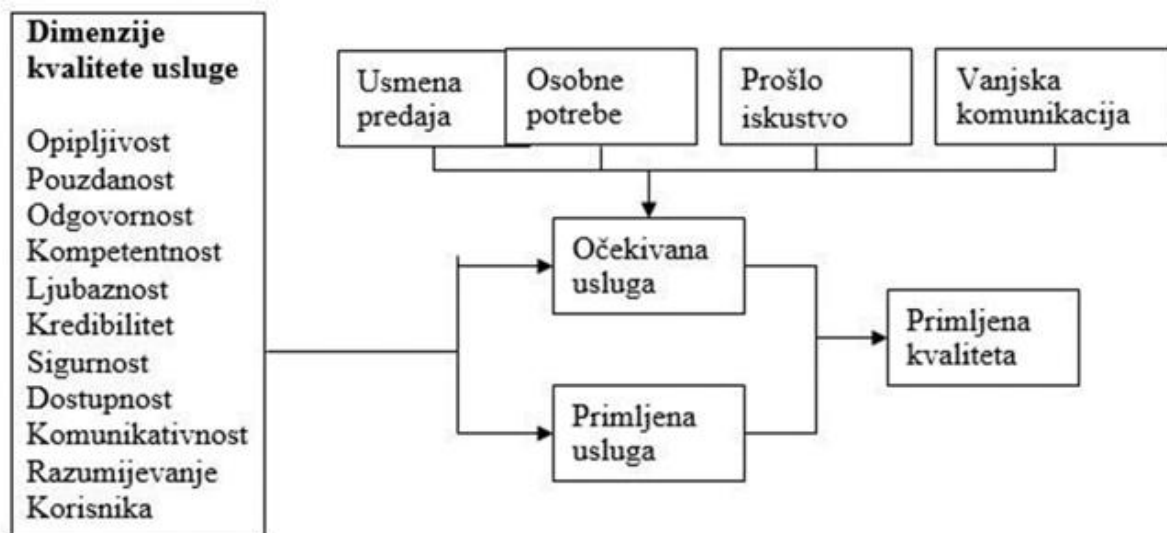 Dimenzije
kvalitete usluge
Opipljivost
Pouzdanost
Odgovornost
Kompetentnost
Ljubaznost
Kredibilitet
Sigurnost
Dostupnost
Komunikativnost
Razumijevanje
Korisnika
Usmena
predaja
Osobne
potrebe
Prošlo
iskustvo
Vanjska
komunikacija
Očekivana
usluga
Primljena
usluga
Primljena
kvaliteta